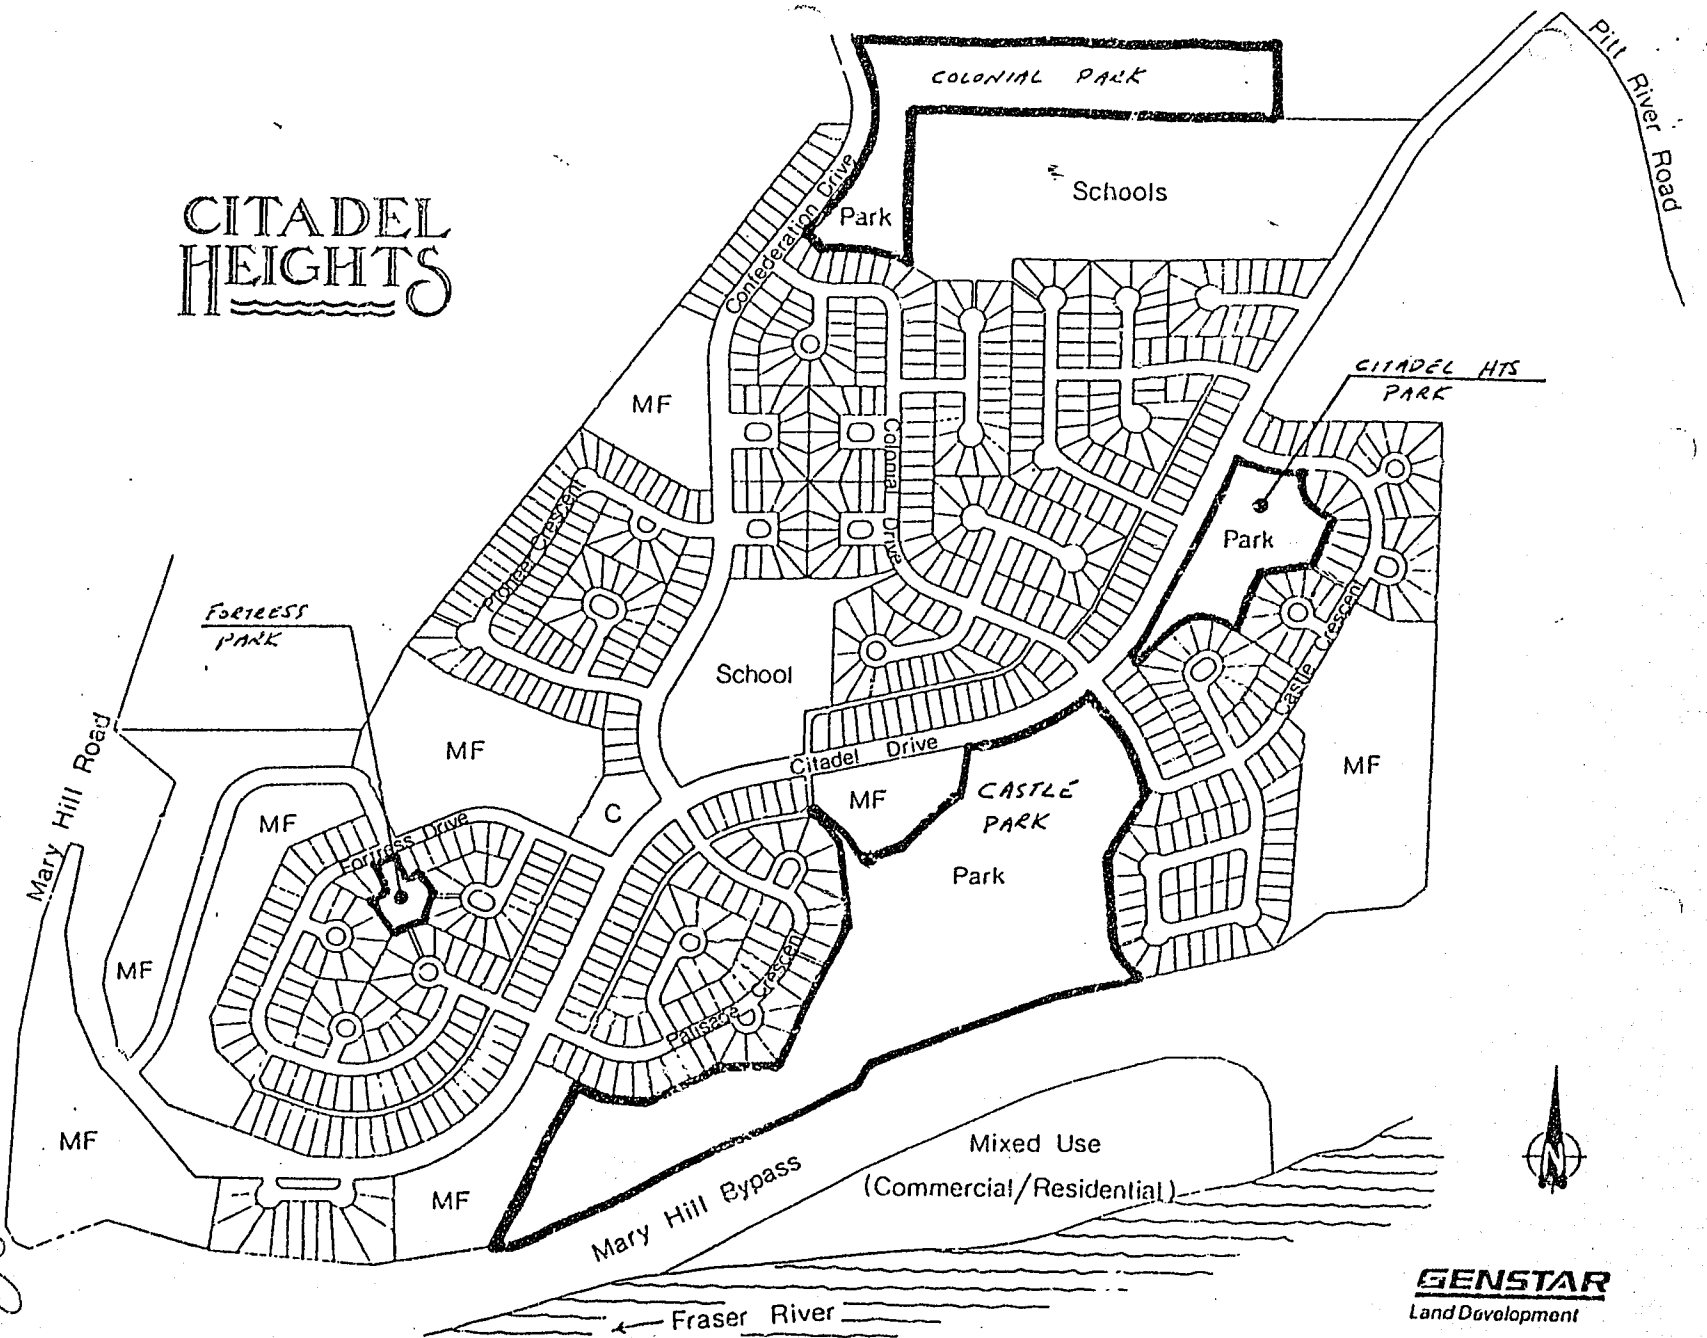 COLONIAL PARK
Pitt River Road
Schools
Park
CITADEL
HEIGHTS
Confederation Drive
CITADEL HTS
PARK
MF
Colonial Drive
Park
Pioneer Crescent
Castle Crescent
FORTRESS
PARK
School
Mary Hill Road
MF
Citadel Drive
MF
C
MF
CASTLE
PARK
Park
MF
Fortress Drive
MF
Palisade Crescent
MF
MF
Mary Hill Bypass
Mixed Use
(Commercial/Residential)
N
GENSTAR
Land Development
Fraser River